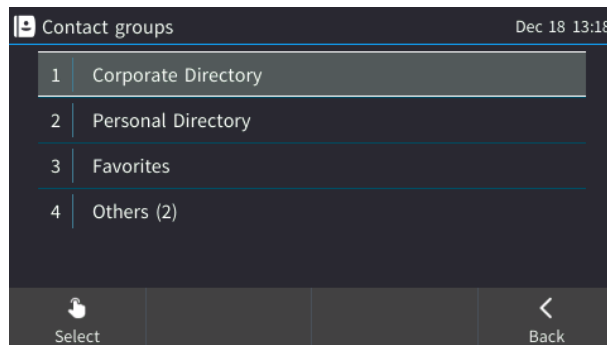 Contact groups Dec 18 13:18
1 Corporate Directory
2 Personal Directory
3 Favorites
4 Others (2)
Select Back